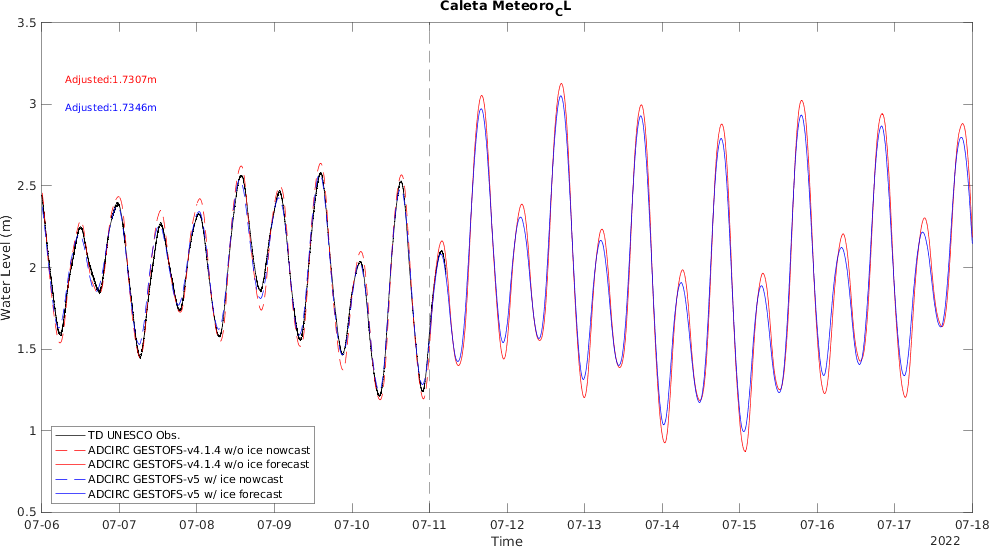 Caleta Meteoro_CL
3.5
Adjusted:1.7307m
Adjusted:1.7346m
3
2.5
2
1.5
1
0.5
Water Level (m)
TD UNESCO Obs.
ADCIRC GESTOFS-v4.1.4 w/o ice nowcast
ADCIRC GESTOFS-v4.1.4 w/o ice forecast
ADCIRC GESTOFS-v5 w/ ice nowcast
ADCIRC GESTOFS-v5 w/ ice forecast
07-06 07-07 07-08 07-09 07-10 07-11 07-12 07-13 07-14 07-15 07-16 07-17 07-18
Time
2022